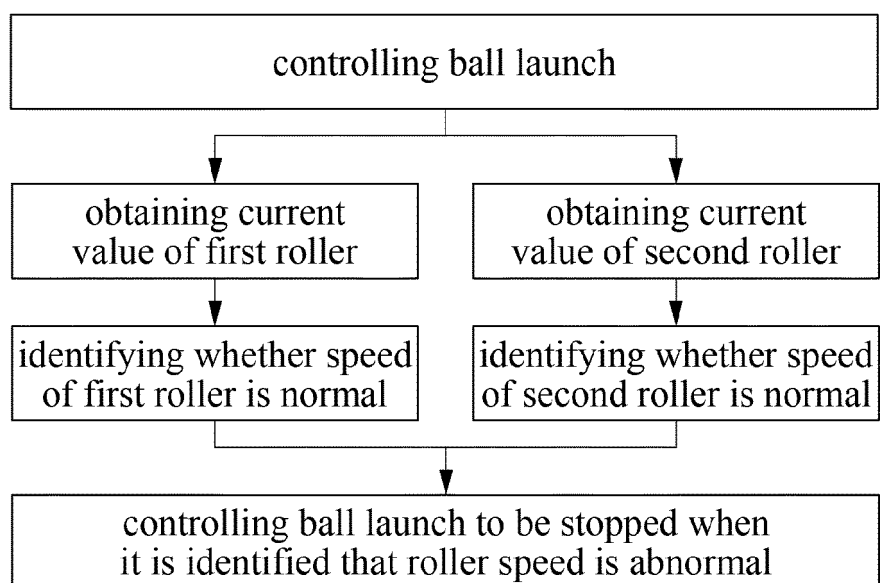 controlling ball launch
obtaining current
value of first roller
obtaining current
value of second roller
identifying whether speed
of first roller is normal
identifying whether speed
of second roller is normal
controlling ball launch to be stopped when
it is identified that roller speed is abnormal